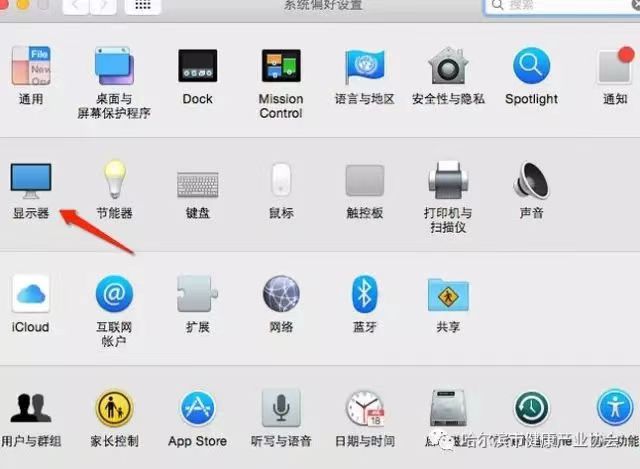 系统偏好设置
搜索
File
New
通用
桌面与
屏幕保护程序
Dock
Mission
Control
语言与地区
安全性与隐私
Spotlight
通知
显示器
节能器
键盘
鼠标
触控板
打印机与
扫描仪
声音
iCloud
互联网
帐户
扩展
网络
蓝牙
共享
JUL
18
用户与群组
家长控制
App Store
听写与语音
日期与时间
哈尔滨市健康产业协会